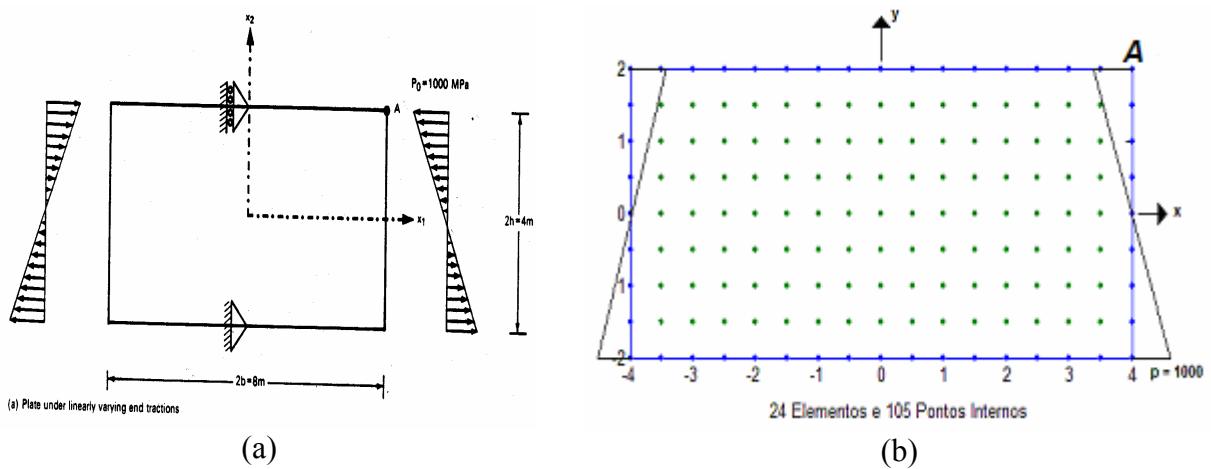 x₂
P₀=1000 MPa
A
x₁
2h=4m
2b=8m
(a) Plate under linearly varying end tractions
(a)
y
A
2
1
0
-1
-2
x
-4 -3 -2 -1 0 1 2 3 4
p = 1000
24 Elementos e 105 Pontos Internos
(b)